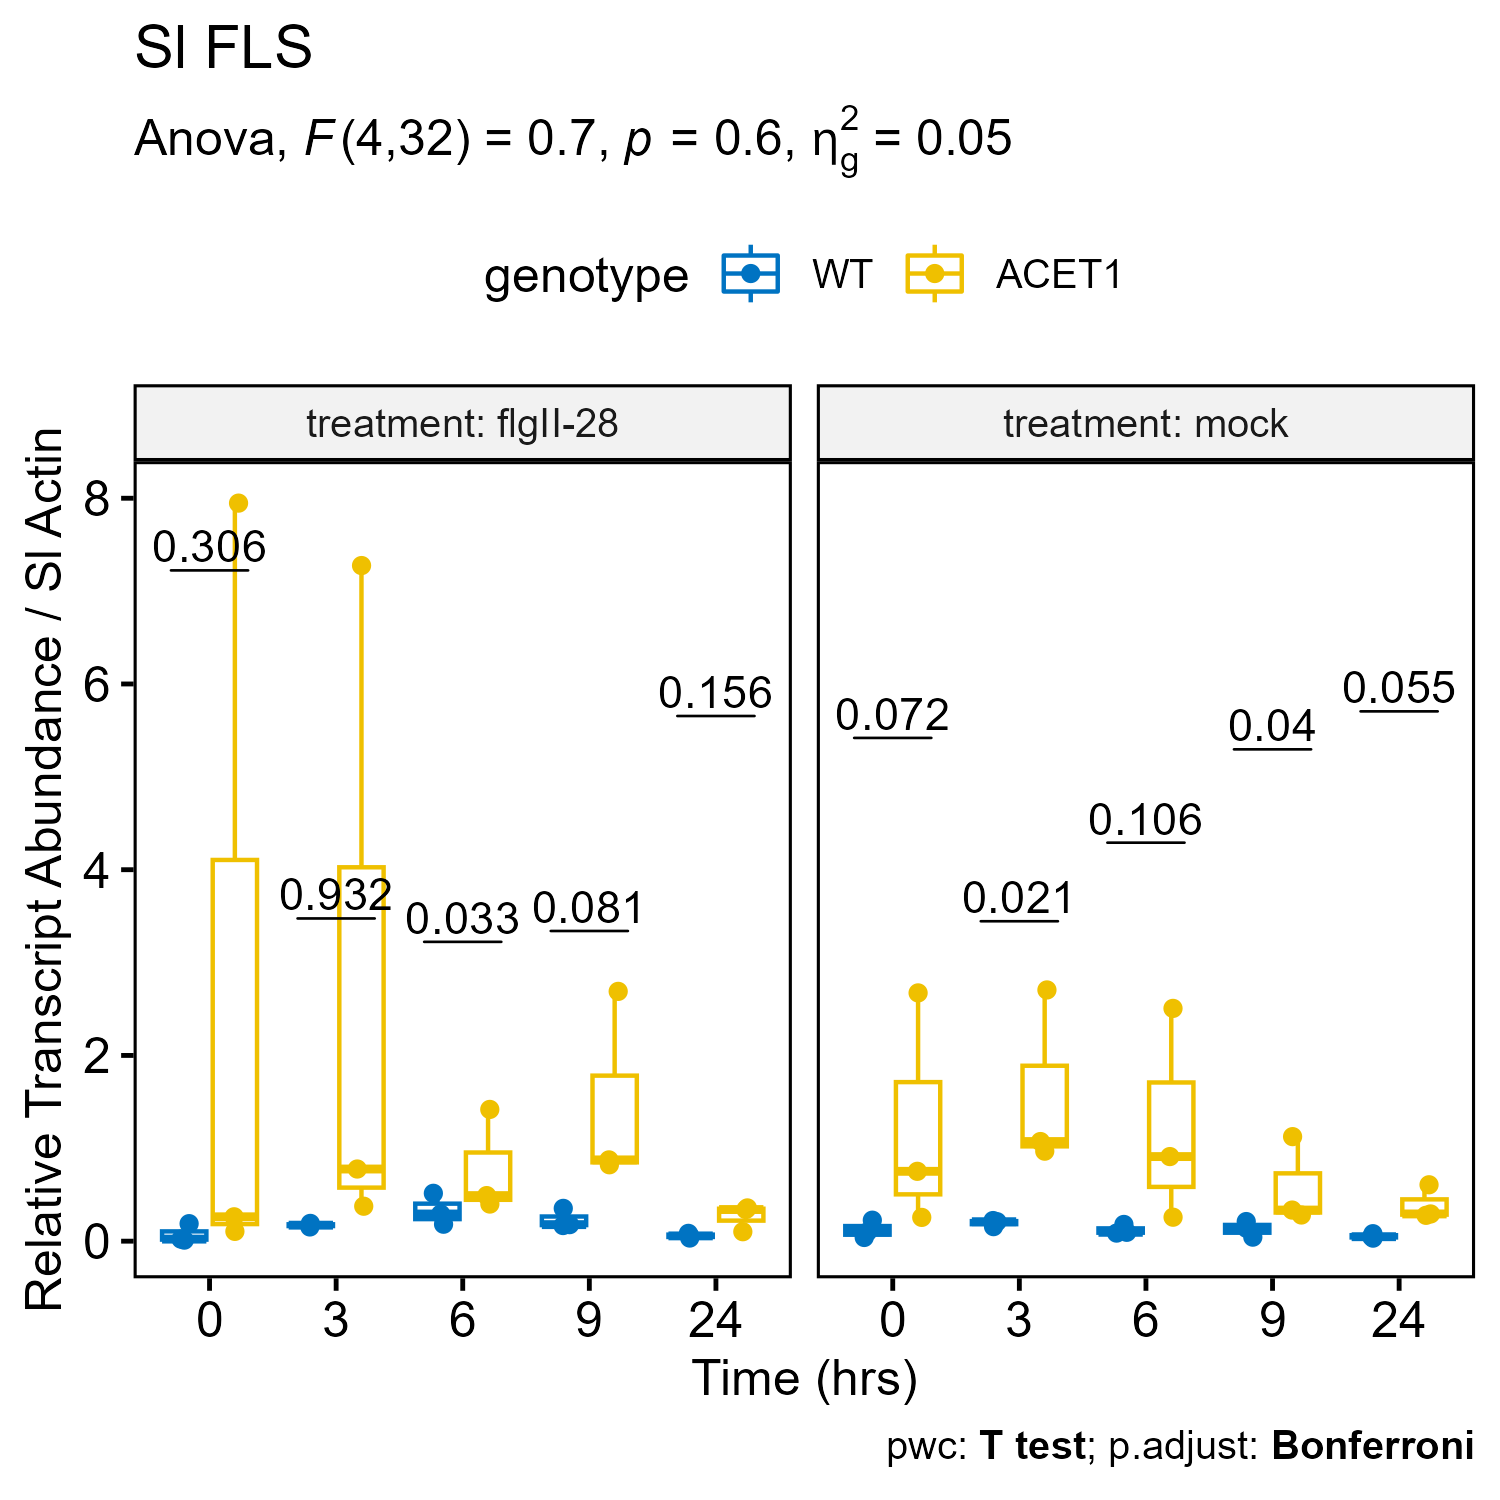 Sl FLS
Anova, F(4,32) = 0.7, p = 0.6, η²g = 0.05
genotype WT ACET1
treatment: flgII-28
treatment: mock
Relative Transcript Abundance / Sl Actin
8
6
4
2
0
0.306
0.932
0.033
0.081
0.156
0.072
0.021
0.106
0.04
0.055
0 3 6 9 24
0 3 6 9 24
Time (hrs)
pwc: T test; p.adjust: Bonferroni